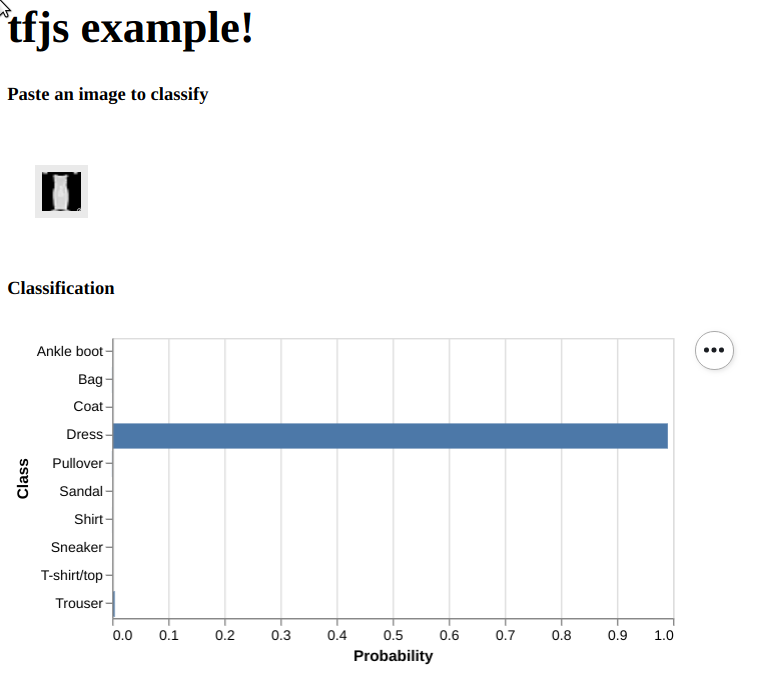 tfjs example!
Paste an image to classify
Classification
Ankle boot
Bag
Coat
Dress
Pullover
Sandal
Shirt
Sneaker
T-shirt/top
Trouser
Class
0.0 0.1 0.2 0.3 0.4 0.5 0.6 0.7 0.8 0.9 1.0
Probability